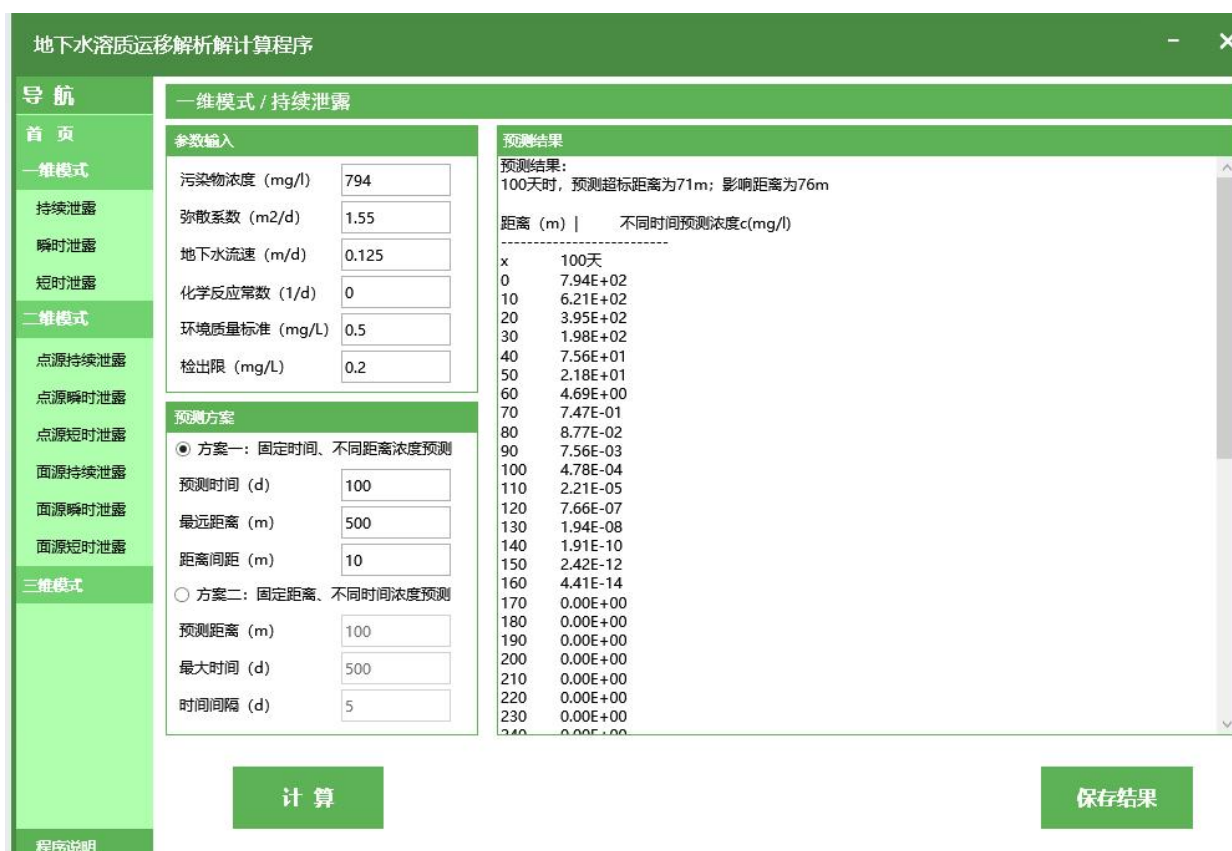 地下水溶质运移解析解计算程序
导 航
首 页
一维模式
持续泄露
瞬时泄露
短时泄露
二维模式
点源持续泄露
点源瞬时泄露
点源短时泄露
面源持续泄露
面源瞬时泄露
面源短时泄露
三维模式
程序说明
一维模式 / 持续泄露
参数输入
污染物浓度（mg/l） 794
弥散系数（m2/d） 1.55
地下水流速（m/d） 0.125
化学反应常数（1/d） 0
环境质量标准（mg/L） 0.5
检出限（mg/L） 0.2
预测方案
方案一：固定时间、不同距离浓度预测
预测时间（d） 100
最远距离（m） 500
距离间距（m） 10
方案二：固定距离、不同时间浓度预测
预测距离（m） 100
最大时间（d） 500
时间间隔（d） 5
预测结果
预测结果：
100天时，预测超标距离为71m；影响距离为76m
距离（m）| 不同时间预测浓度c(mg/l)
--------------------------
x 100天
0 7.94E+02
10 6.21E+02
20 3.95E+02
30 1.98E+02
40 7.56E+01
50 2.18E+01
60 4.69E+00
70 7.47E-01
80 8.77E-02
90 7.56E-03
100 4.78E-04
110 2.21E-05
120 7.66E-07
130 1.94E-08
140 1.91E-10
150 2.42E-12
160 4.41E-14
170 0.00E+00
180 0.00E+00
190 0.00E+00
200 0.00E+00
210 0.00E+00
220 0.00E+00
230 0.00E+00
240 0.00E+00
计 算
保存结果